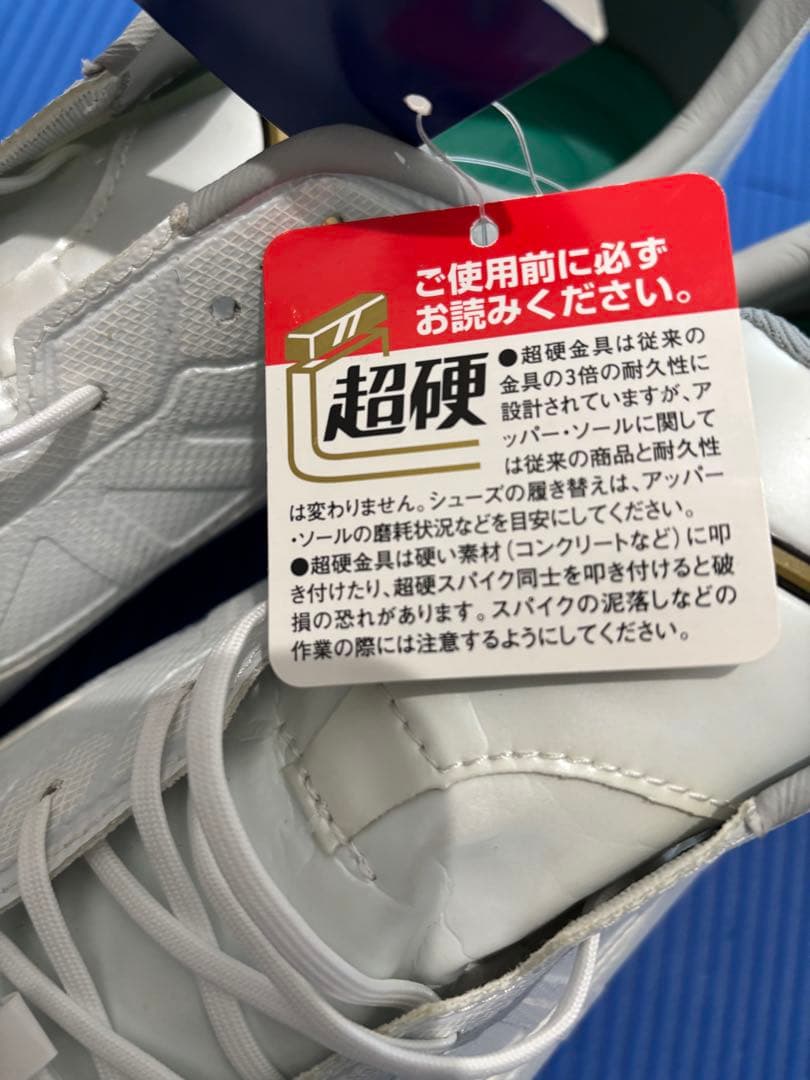 ご使用前に必ず
お読みください。
超硬
●超硬金具は従来の
金具の3倍の耐久性に
設計されていますが、ア
ッパー・ソールに関して
は従来の商品と耐久性
は変わりません。シューズの履き替えは、アッパー
・ソールの磨耗状況などを目安にしてください。
●超硬金具は硬い素材(コンクリートなど)に叩
き付けたり、超硬スパイク同士を叩き付けると破
損の恐れがあります。スパイクの泥落しなどの
作業の際には注意するようにしてください。